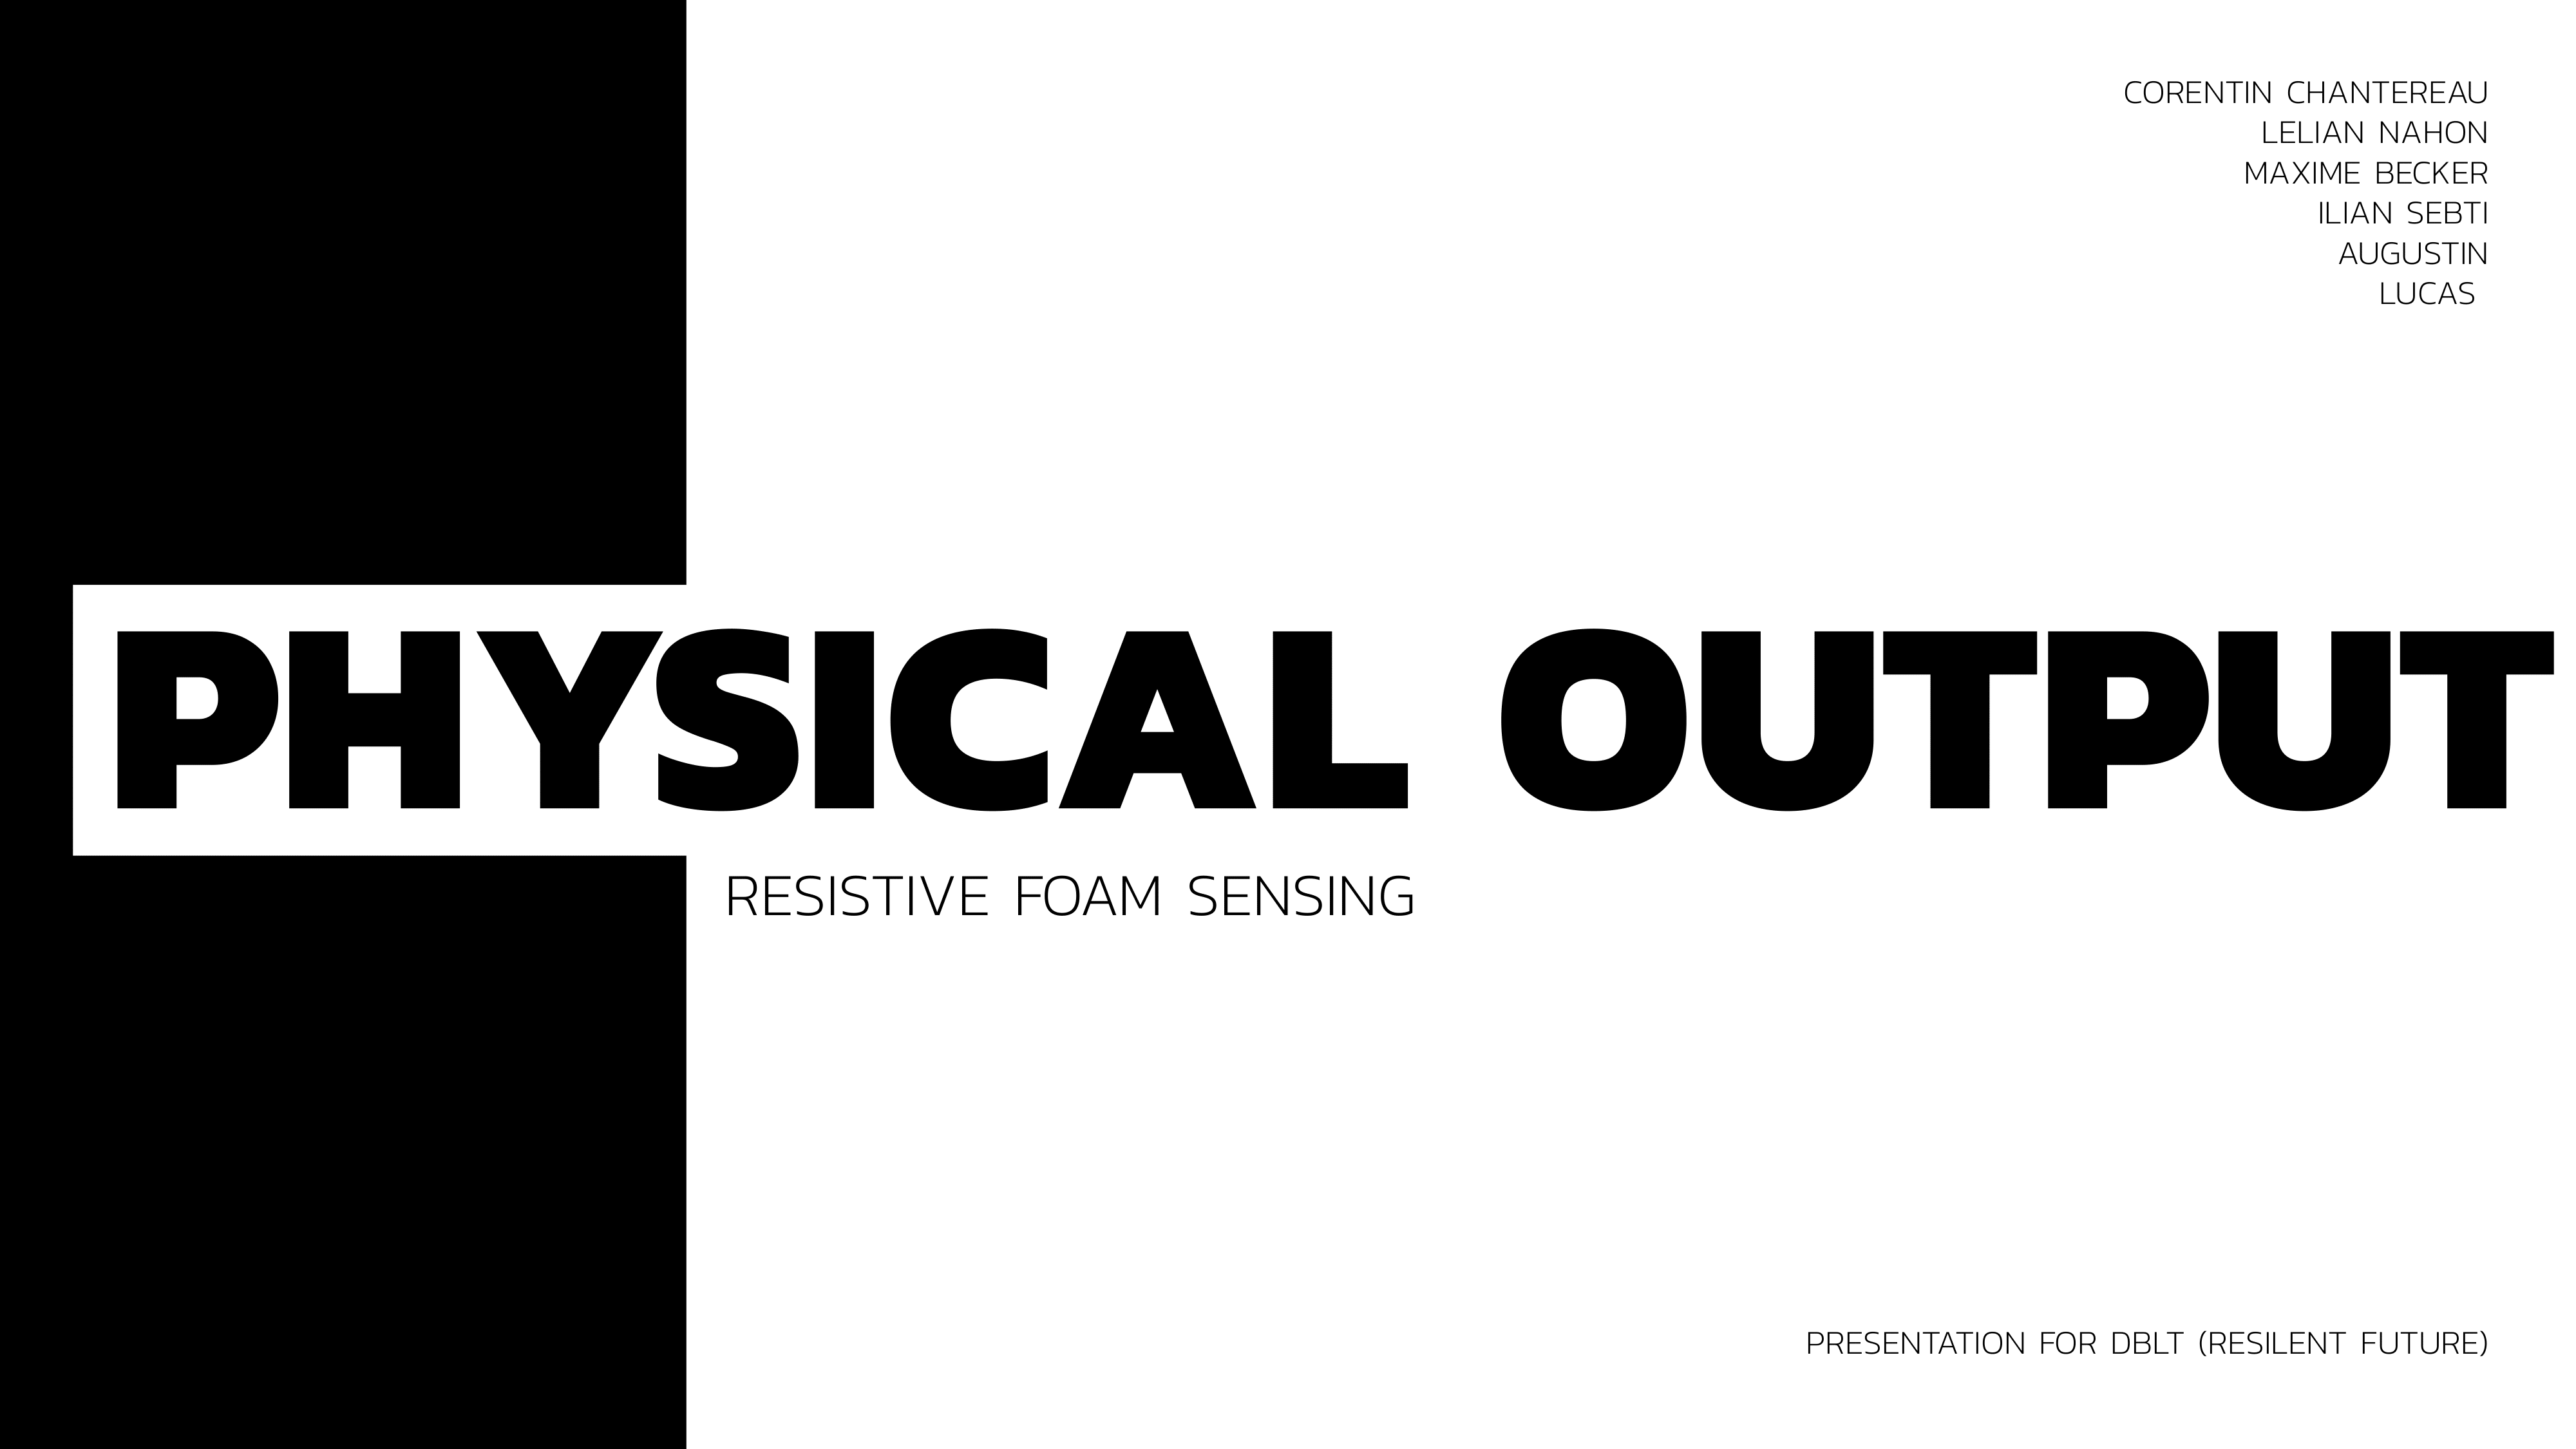 CORENTIN CHANTEREAU
LELIAN NAHON
MAXIME BECKER
ILIAN SEBTI
AUGUSTIN
LUCAS
PHYSICAL OUTPUT
RESISTIVE FOAM SENSING
PRESENTATION FOR DBLT (RESILENT FUTURE)